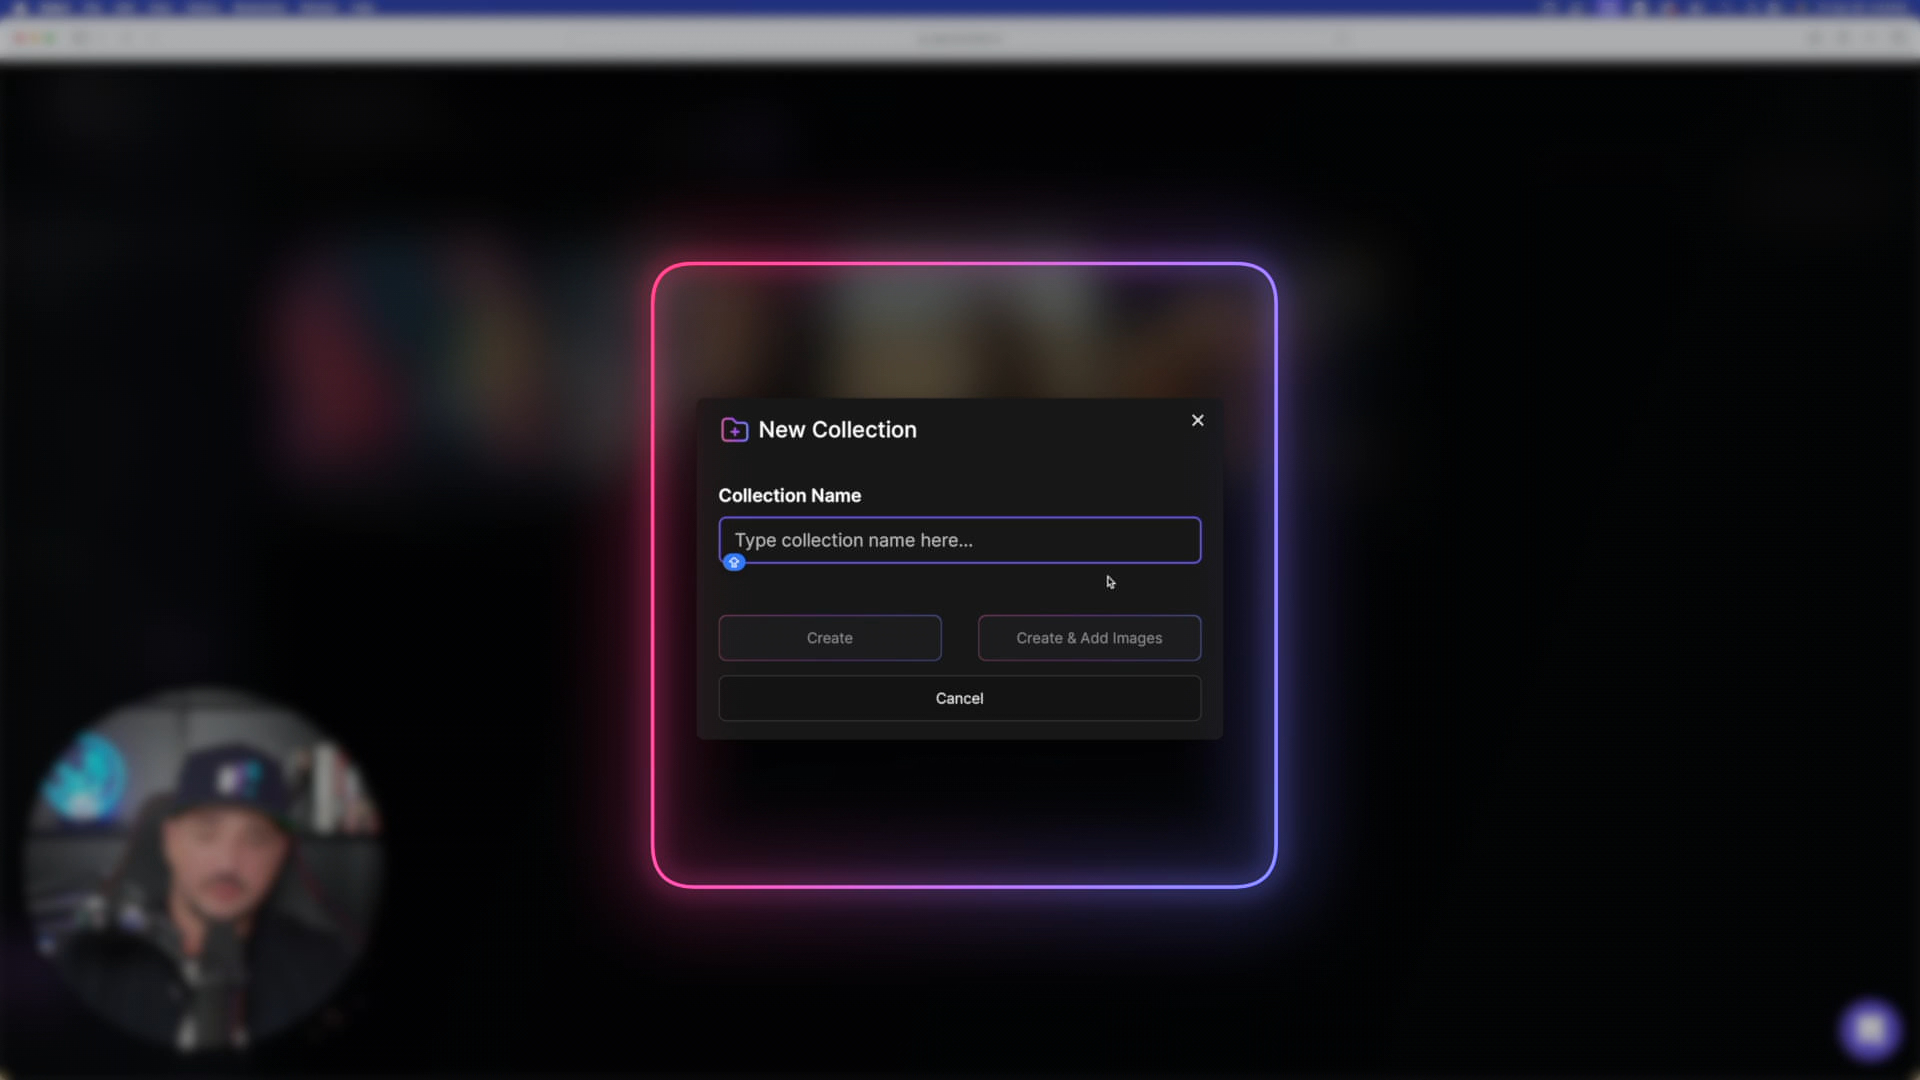 New Collection
Collection Name
Type collection name here...
Create
Create & Add Images
Cancel